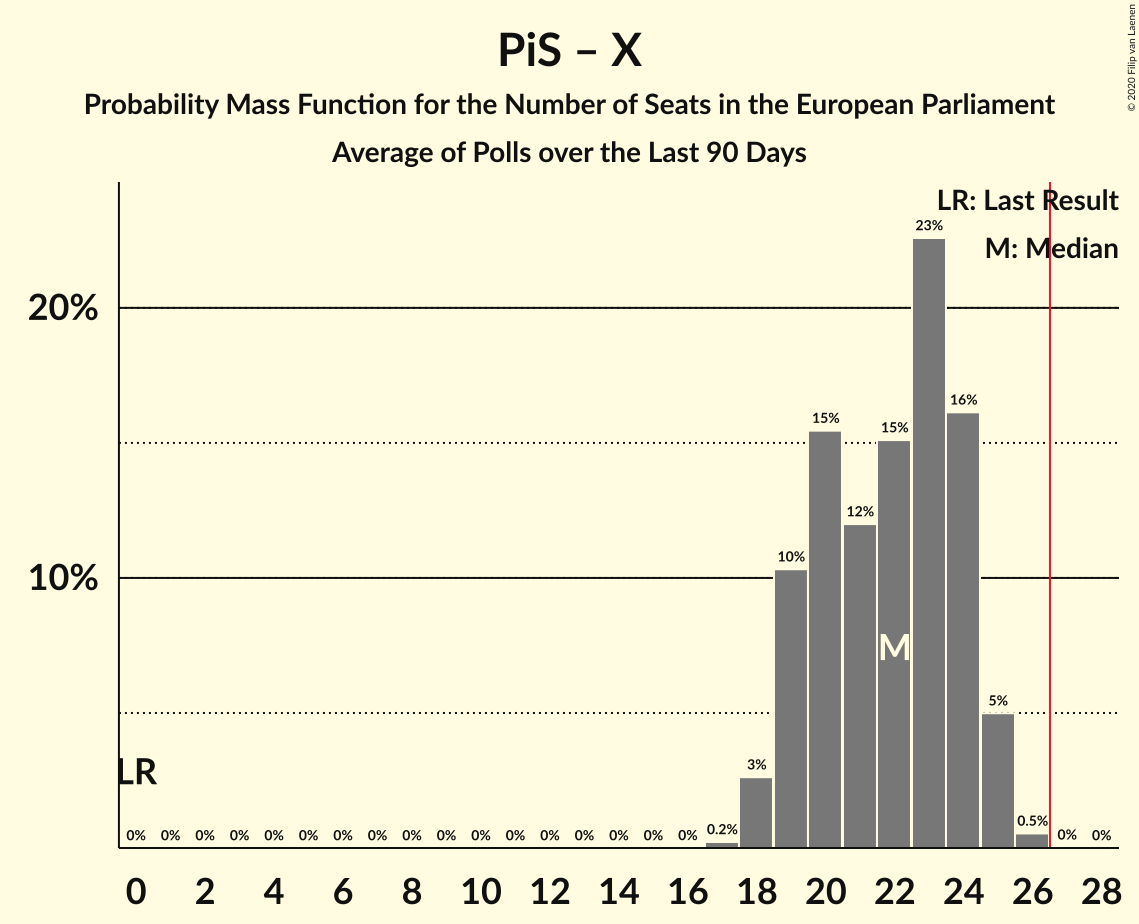 PiS – X
Probability Mass Function for the Number of Seats in the European Parliament
Average of Polls over the Last 90 Days
© 2020 Filip van Laenen
LR: Last Result
M: Median
23%
20%
16%
15%
15%
12%
10%
10%
M
5%
3%
LR
0% 0% 0% 0% 0% 0% 0% 0% 0% 0% 0% 0% 0% 0% 0% 0% 0% 0.2% 0.5% 0% 0%
0 2 4 6 8 10 12 14 16 18 20 22 24 26 28